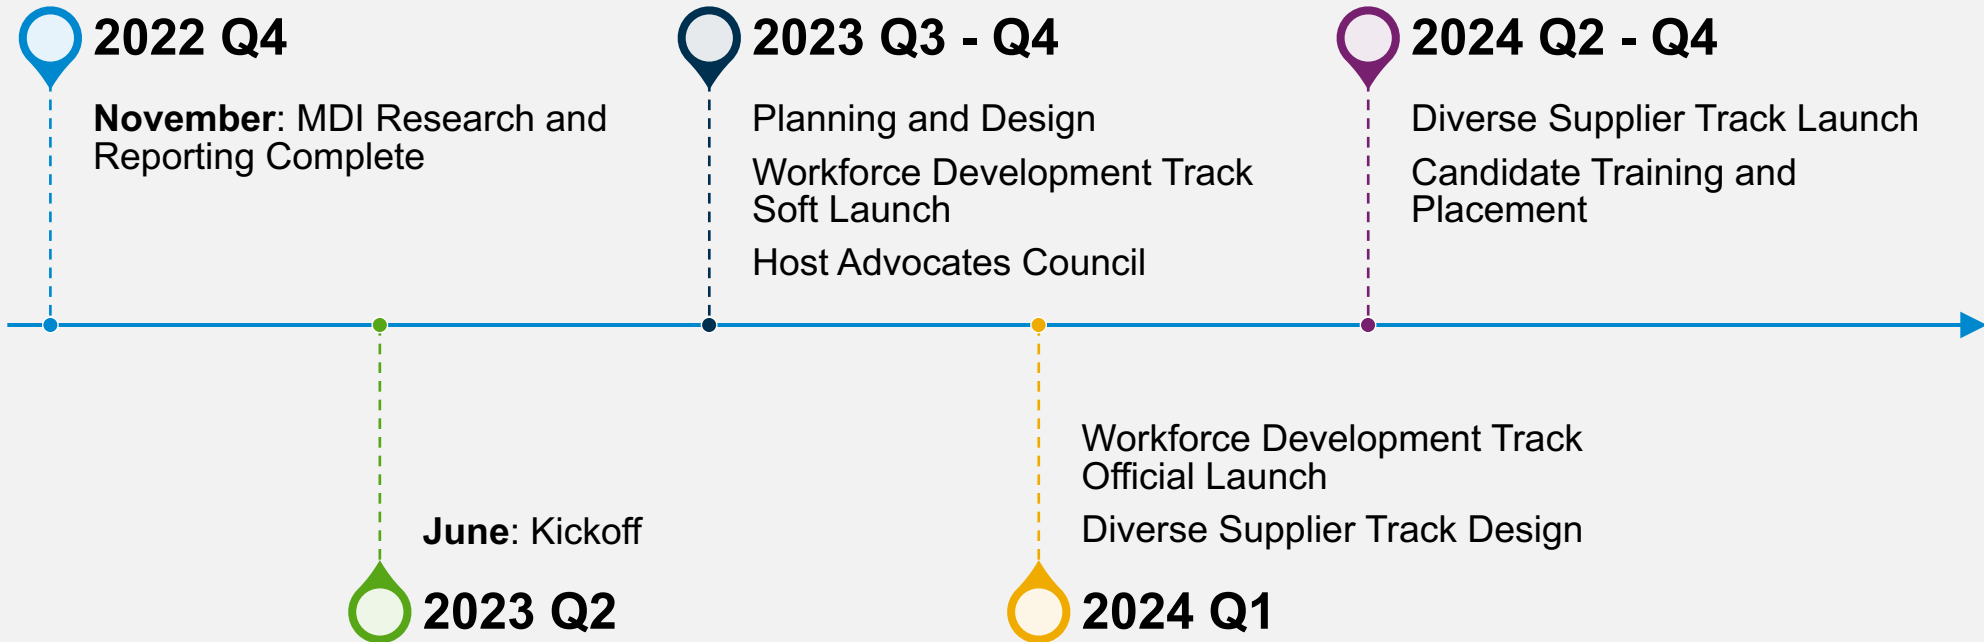 2022 Q4
November: MDI Research and
Reporting Complete
June: Kickoff
2023 Q2
2023 Q3 - Q4
Planning and Design
Workforce Development Track
Soft Launch
Host Advocates Council
Workforce Development Track
Official Launch
Diverse Supplier Track Design
2024 Q1
2024 Q2 - Q4
Diverse Supplier Track Launch
Candidate Training and
Placement